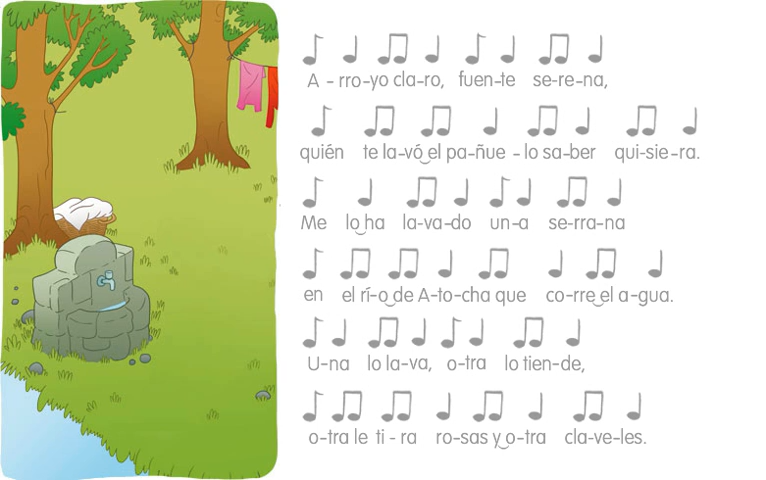 A - rro-yo cla-ro, fuen-te se-re-na,
quién te la-vó‿el pa-ñue - lo sa-ber qui-sie-ra.
Me lo‿ha la-va-do un-a se-rra-na
en el rí-o‿de A-to-cha que co-rre‿el a-gua.
U-na lo la-va, o-tra lo tien-de,
o-tra le ti - ra ro-sas y‿o-tra cla-ve-les.